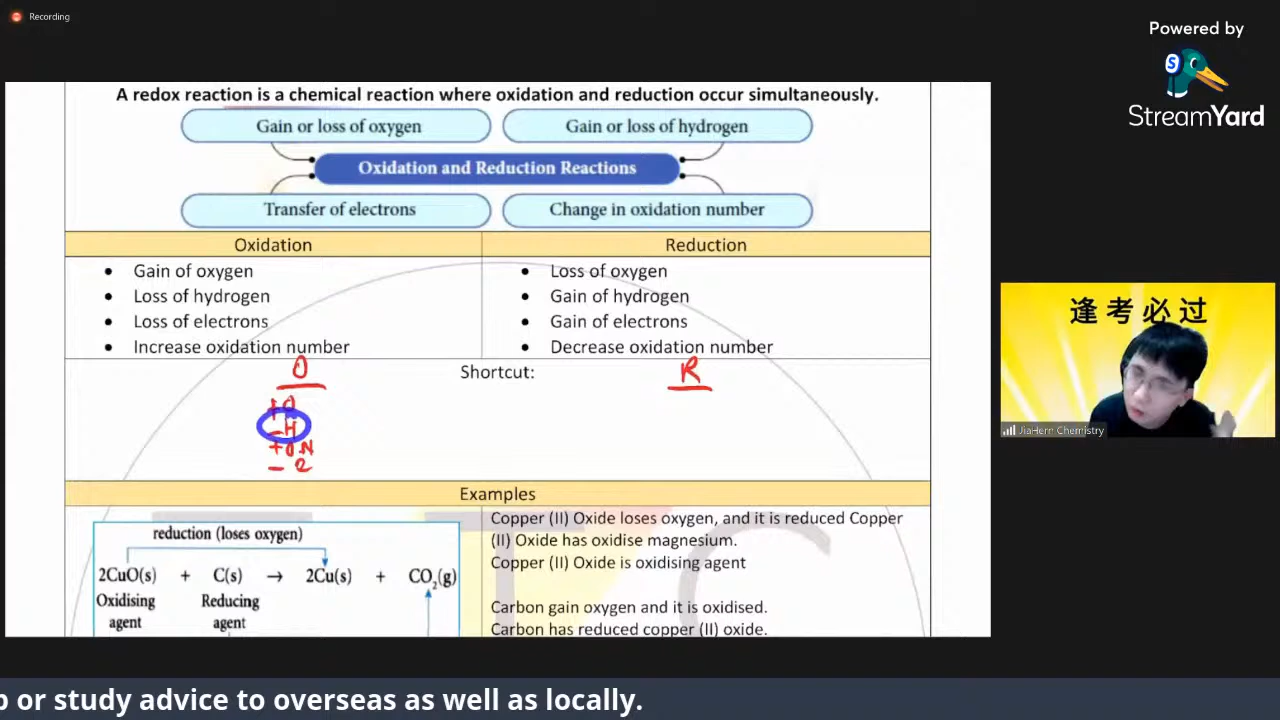 Recording
Powered by
S
StreamYard
A redox reaction is a chemical reaction where oxidation and reduction occur simultaneously.
Gain or loss of oxygen
Gain or loss of hydrogen
Oxidation and Reduction Reactions
Transfer of electrons
Change in oxidation number
Oxidation
Reduction
• Gain of oxygen
• Loss of hydrogen
• Loss of electrons
• Increase oxidation number
• Loss of oxygen
• Gain of hydrogen
• Gain of electrons
• Decrease oxidation number
Shortcut:
O
R
+O
-H
+O.N
- e
逢考必过
JiaHern Chemistry
Examples
reduction (loses oxygen)
2CuO(s) + C(s) → 2Cu(s) + CO₂(g)
Oxidising agent
Reducing agent
Copper (II) Oxide loses oxygen, and it is reduced Copper
(II) Oxide has oxidise magnesium.
Copper (II) Oxide is oxidising agent
Carbon gain oxygen and it is oxidised.
Carbon has reduced copper (II) oxide.
or study advice to overseas as well as locally.